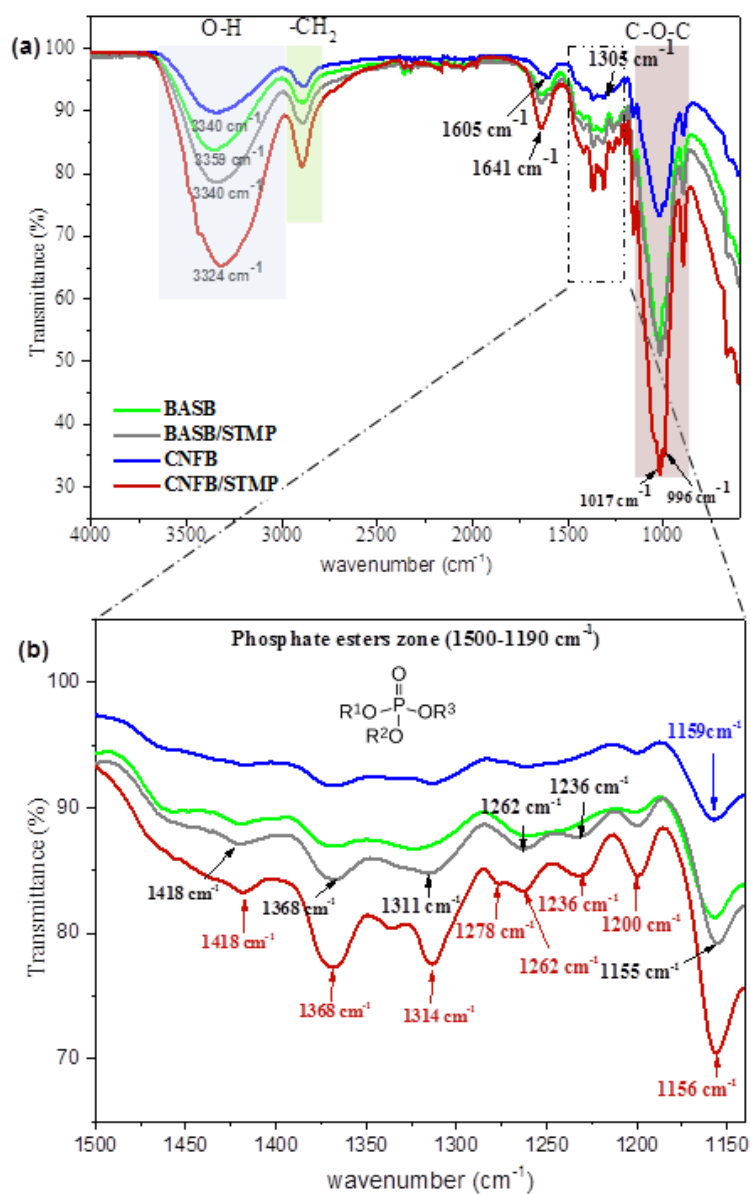 O-H
-CH2
C-O-C
(a)
100
90
80
70
60
50
40
30
Transmittance (%)
3340 cm-1
3359 cm-1
3340 cm-1
3324 cm-1
1605 cm-1
1641 cm-1
1305 cm-1
1017 cm-1
996 cm-1
BASB
BASB/STMP
CNFB
CNFB/STMP
4000 3500 3000 2500 2000 1500 1000
wavenumber (cm-1)
(b)
Phosphate esters zone (1500-1190 cm-1)
O
R1O-P-OR3
R2O
100
90
80
70
Transmittance (%)
1159cm-1
1236 cm-1
1262 cm-1
1418 cm-1
1368 cm-1
1311 cm-1
1278 cm-1
1236 cm-1
1200 cm-1
1418 cm-1
1262 cm-1
1155 cm-1
1368 cm-1
1314 cm-1
1156 cm-1
1500 1450 1400 1350 1300 1250 1200 1150
wavenumber (cm-1)